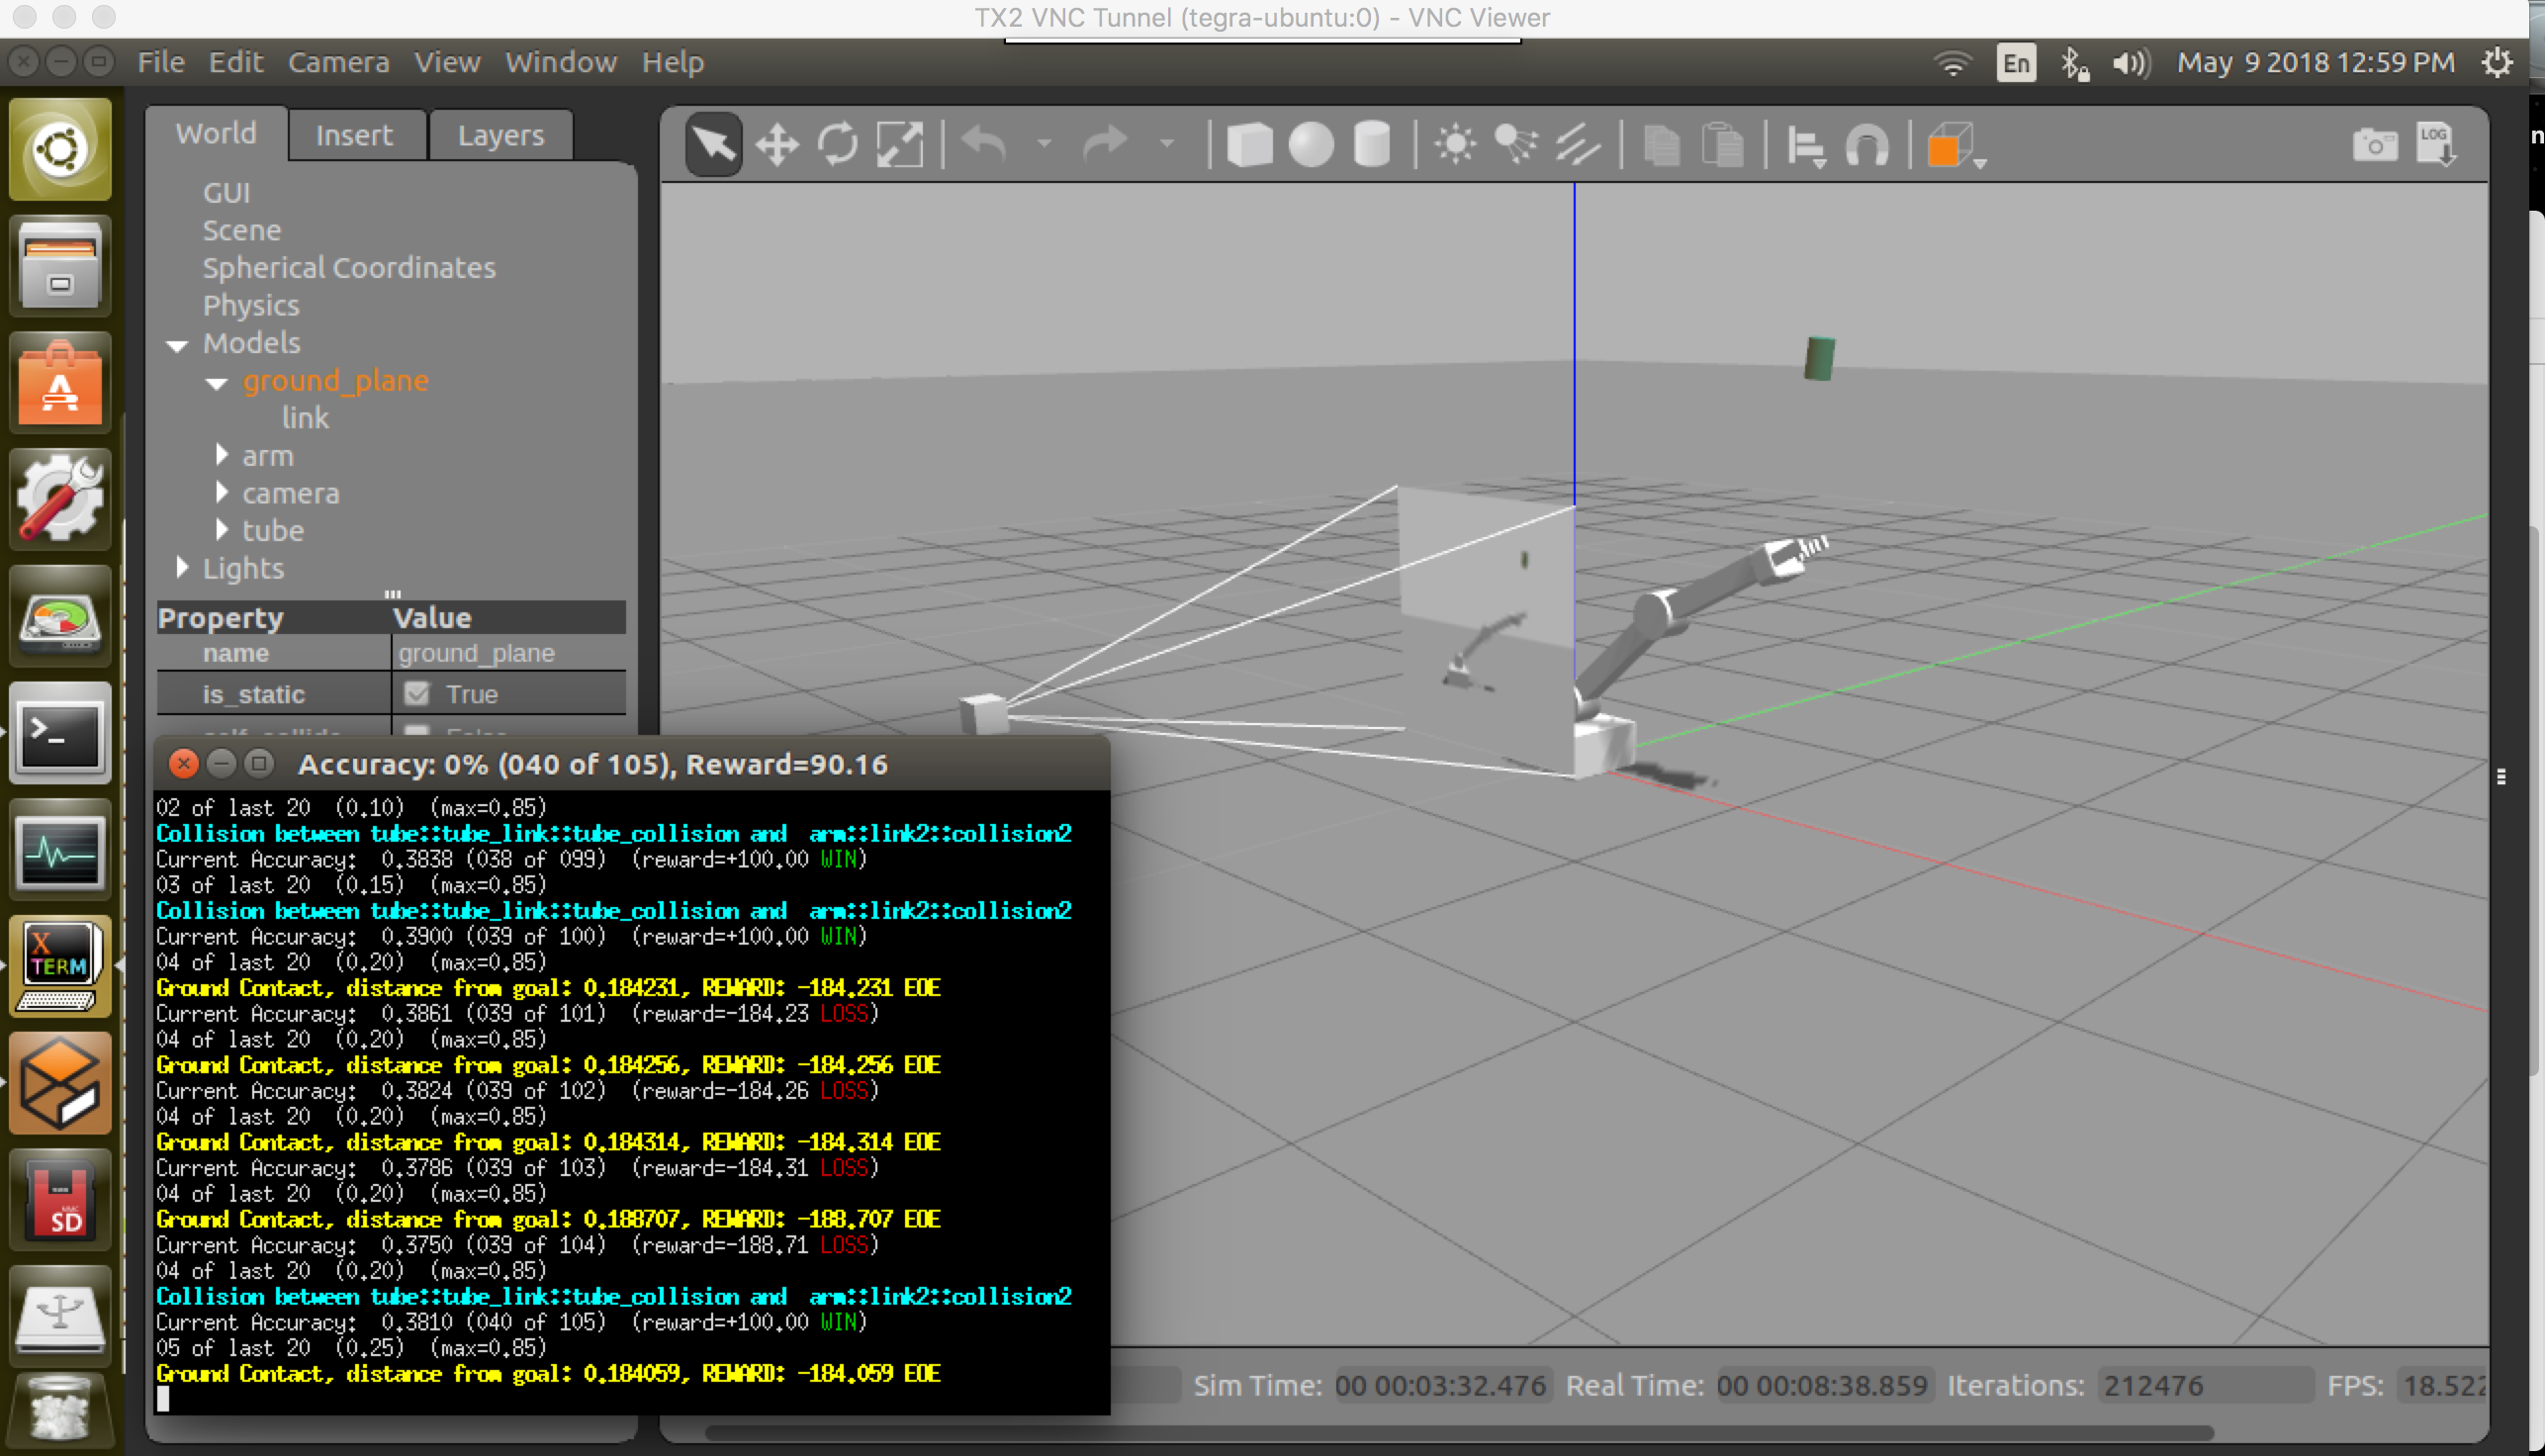 TX2 VNC Tunnel (tegra-ubuntu:0) - VNC Viewer
File Edit Camera View Window Help
En
May 9 2018 12:59 PM
World Insert Layers
LOG
GUI
Scene
Spherical Coordinates
Physics
Models
ground_plane
link
arm
camera
tube
Lights
Property Value
name ground_plane
is_static True
Accuracy: 0% (040 of 105), Reward=90.16
02 of last 20 (0.10) (max=0.85)
Collision between tube::tube_link::tube_collision and arm::link2::collision2
Current Accuracy: 0.3838 (038 of 099) (reward=+100.00 WIN)
03 of last 20 (0.15) (max=0.85)
Collision between tube::tube_link::tube_collision and arm::link2::collision2
Current Accuracy: 0.3900 (039 of 100) (reward=+100.00 WIN)
04 of last 20 (0.20) (max=0.85)
Ground Contact, distance from goal: 0.184231, REWARD: -184.231 EOE
Current Accuracy: 0.3861 (039 of 101) (reward=-184.23 LOSS)
04 of last 20 (0.20) (max=0.85)
Ground Contact, distance from goal: 0.184256, REWARD: -184.256 EOE
Current Accuracy: 0.3824 (039 of 102) (reward=-184.26 LOSS)
04 of last 20 (0.20) (max=0.85)
Ground Contact, distance from goal: 0.184314, REWARD: -184.314 EOE
Current Accuracy: 0.3786 (039 of 103) (reward=-184.31 LOSS)
04 of last 20 (0.20) (max=0.85)
Ground Contact, distance from goal: 0.188707, REWARD: -188.707 EOE
Current Accuracy: 0.3750 (039 of 104) (reward=-188.71 LOSS)
04 of last 20 (0.20) (max=0.85)
Collision between tube::tube_link::tube_collision and arm::link2::collision2
Current Accuracy: 0.3810 (040 of 105) (reward=+100.00 WIN)
05 of last 20 (0.25) (max=0.85)
Ground Contact, distance from goal: 0.184059, REWARD: -184.059 EOE
Sim Time: 00 00:03:32.476 Real Time: 00 00:08:38.859 Iterations: 212476 FPS: 18.522
X
TERM
SD